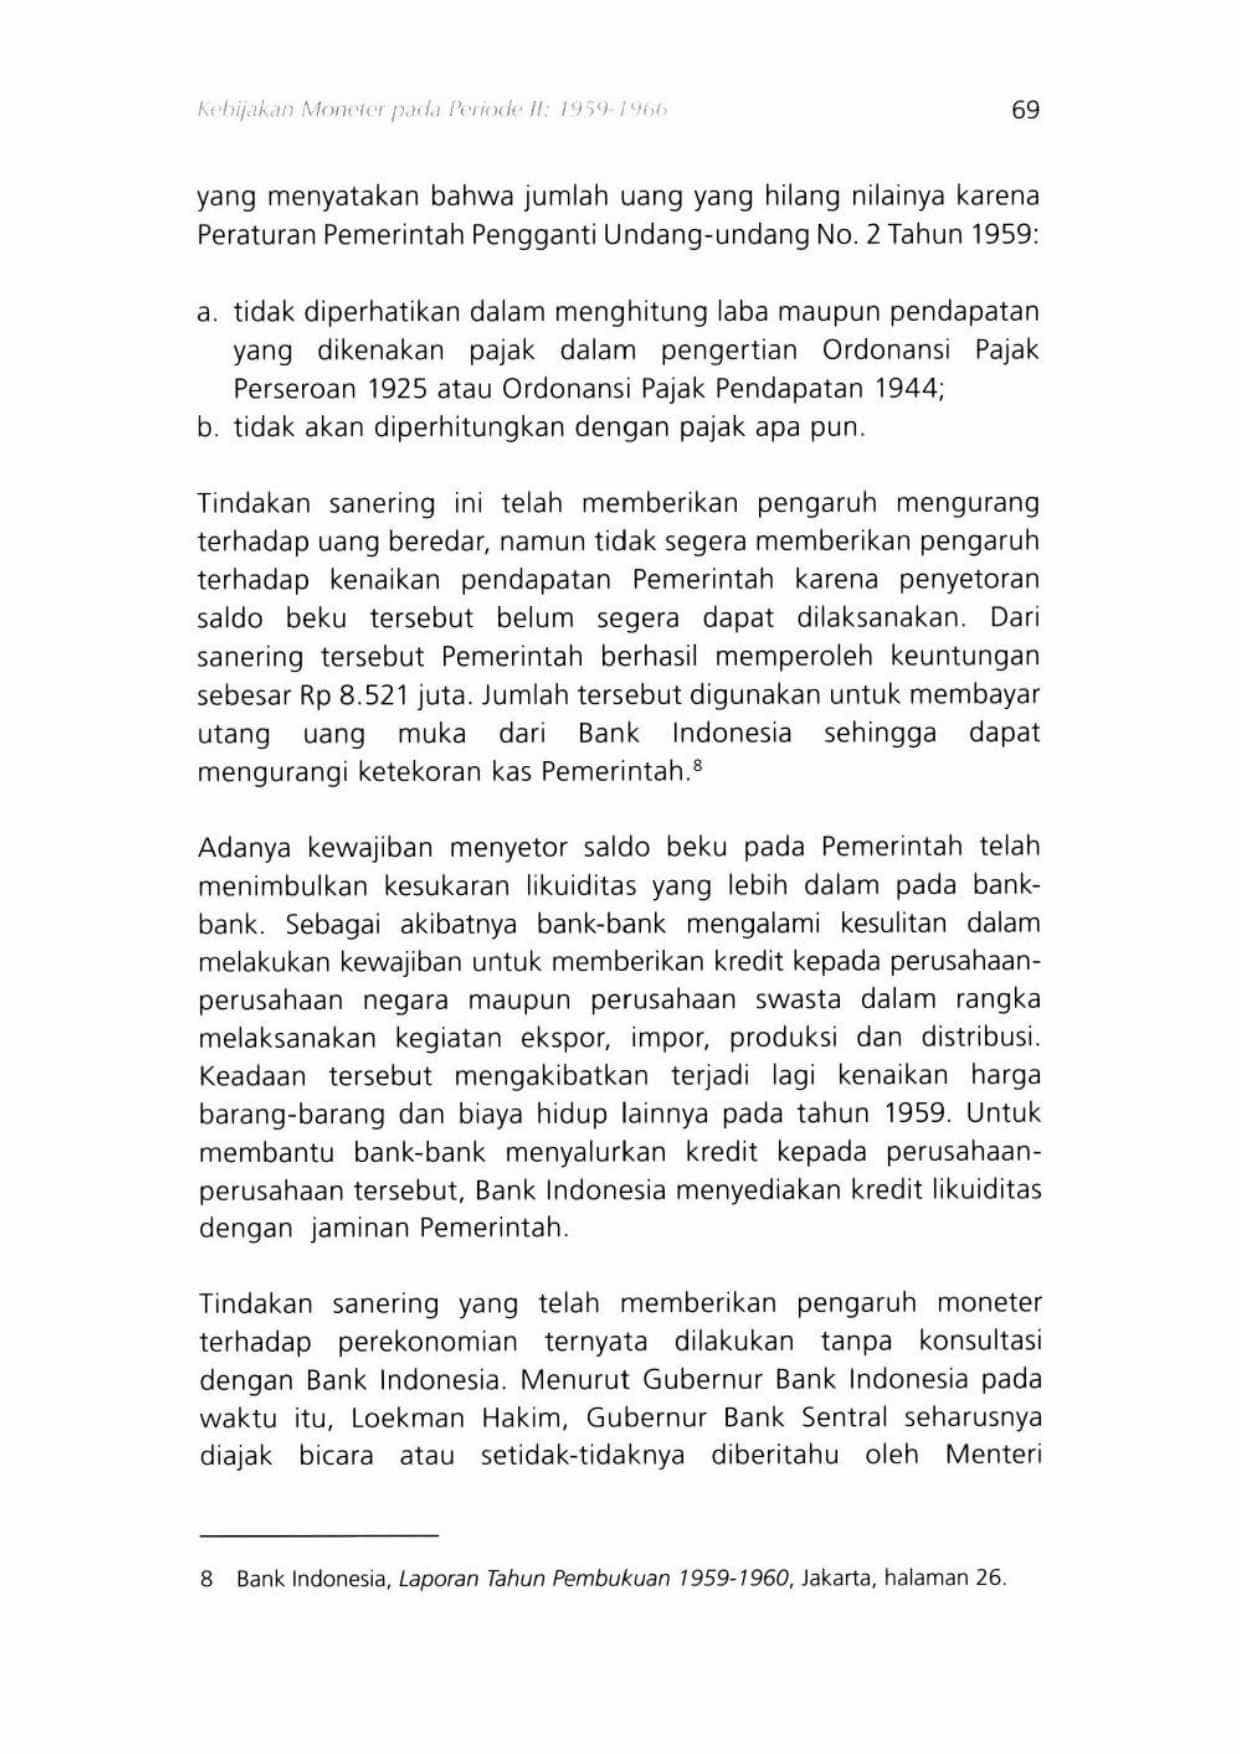 Kebijakan Moneter pada Periode II: 1959-1966 69
yang menyatakan bahwa jumlah uang yang hilang nilainya karena
Peraturan Pemerintah Pengganti Undang-undang No. 2 Tahun 1959:
a. tidak diperhatikan dalam menghitung laba maupun pendapatan
yang dikenakan pajak dalam pengertian Ordonansi Pajak
Perseroan 1925 atau Ordonansi Pajak Pendapatan 1944;
b. tidak akan diperhitungkan dengan pajak apa pun.
Tindakan sanering ini telah memberikan pengaruh mengurang
terhadap uang beredar, namun tidak segera memberikan pengaruh
terhadap kenaikan pendapatan Pemerintah karena penyetoran
saldo beku tersebut belum segera dapat dilaksanakan. Dari
sanering tersebut Pemerintah berhasil memperoleh keuntungan
sebesar Rp 8.521 juta. Jumlah tersebut digunakan untuk membayar
utang uang muka dari Bank Indonesia sehingga dapat
mengurangi ketekoran kas Pemerintah.⁸
Adanya kewajiban menyetor saldo beku pada Pemerintah telah
menimbulkan kesukaran likuiditas yang lebih dalam pada bank-
bank. Sebagai akibatnya bank-bank mengalami kesulitan dalam
melakukan kewajiban untuk memberikan kredit kepada perusahaan-
perusahaan negara maupun perusahaan swasta dalam rangka
melaksanakan kegiatan ekspor, impor, produksi dan distribusi.
Keadaan tersebut mengakibatkan terjadi lagi kenaikan harga
barang-barang dan biaya hidup lainnya pada tahun 1959. Untuk
membantu bank-bank menyalurkan kredit kepada perusahaan-
perusahaan tersebut, Bank Indonesia menyediakan kredit likuiditas
dengan jaminan Pemerintah.
Tindakan sanering yang telah memberikan pengaruh moneter
terhadap perekonomian ternyata dilakukan tanpa konsultasi
dengan Bank Indonesia. Menurut Gubernur Bank Indonesia pada
waktu itu, Loekman Hakim, Gubernur Bank Sentral seharusnya
diajak bicara atau setidak-tidaknya diberitahu oleh Menteri
8 Bank Indonesia, Laporan Tahun Pembukuan 1959-1960, Jakarta, halaman 26.